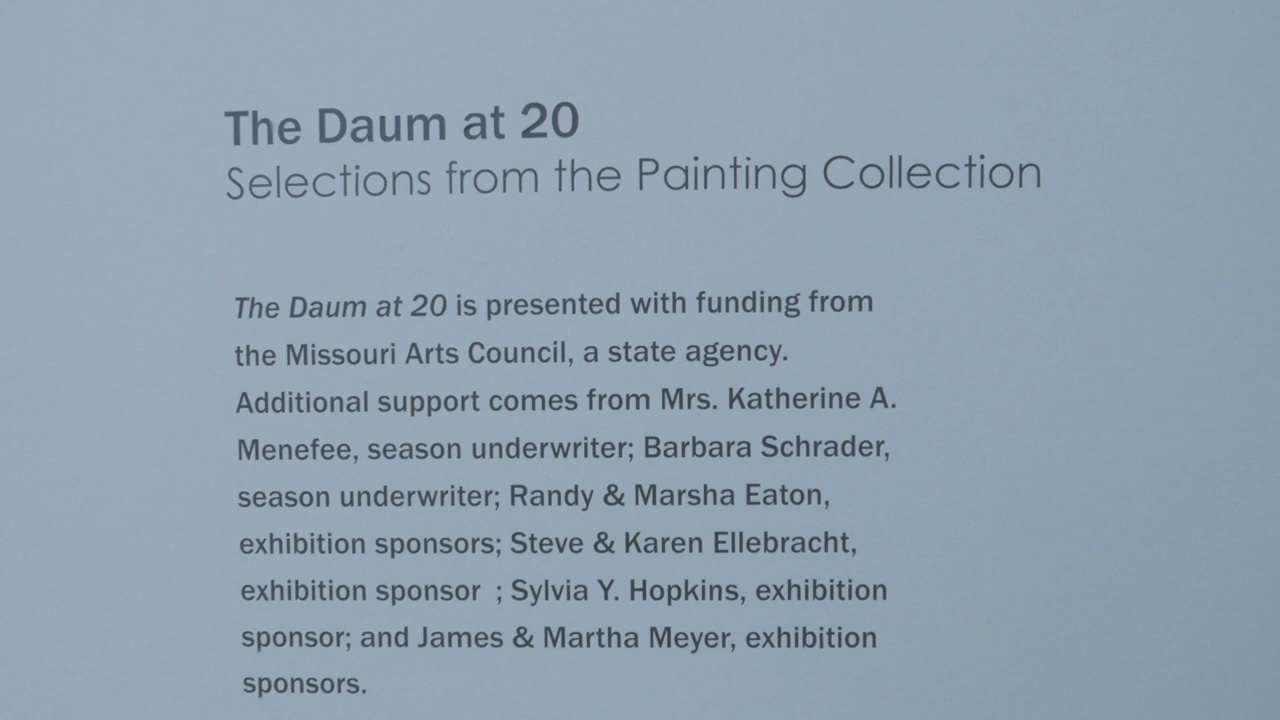 The Daum at 20
Selections from the Painting Collection
The Daum at 20 is presented with funding from
the Missouri Arts Council, a state agency.
Additional support comes from Mrs. Katherine A.
Menefee, season underwriter; Barbara Schrader,
season underwriter; Randy & Marsha Eaton,
exhibition sponsors; Steve & Karen Ellebracht,
exhibition sponsor ; Sylvia Y. Hopkins, exhibition
sponsor; and James & Martha Meyer, exhibition
sponsors.